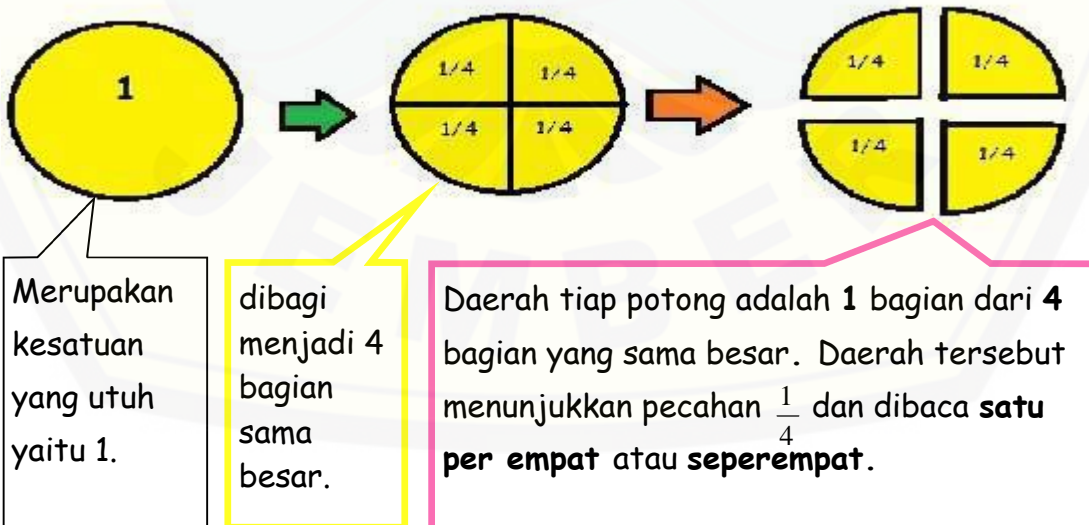 1
1/4
1/4
1/4
1/4
1/4
1/4
1/4
1/4
Merupakan
kesatuan
yang utuh
yaitu 1.
dibagi
menjadi 4
bagian
sama
besar.
Daerah tiap potong adalah 1 bagian dari 4
bagian yang sama besar. Daerah tersebut
menunjukkan pecahan 1/4 dan dibaca satu
per empat atau seperempat.
JEMBER